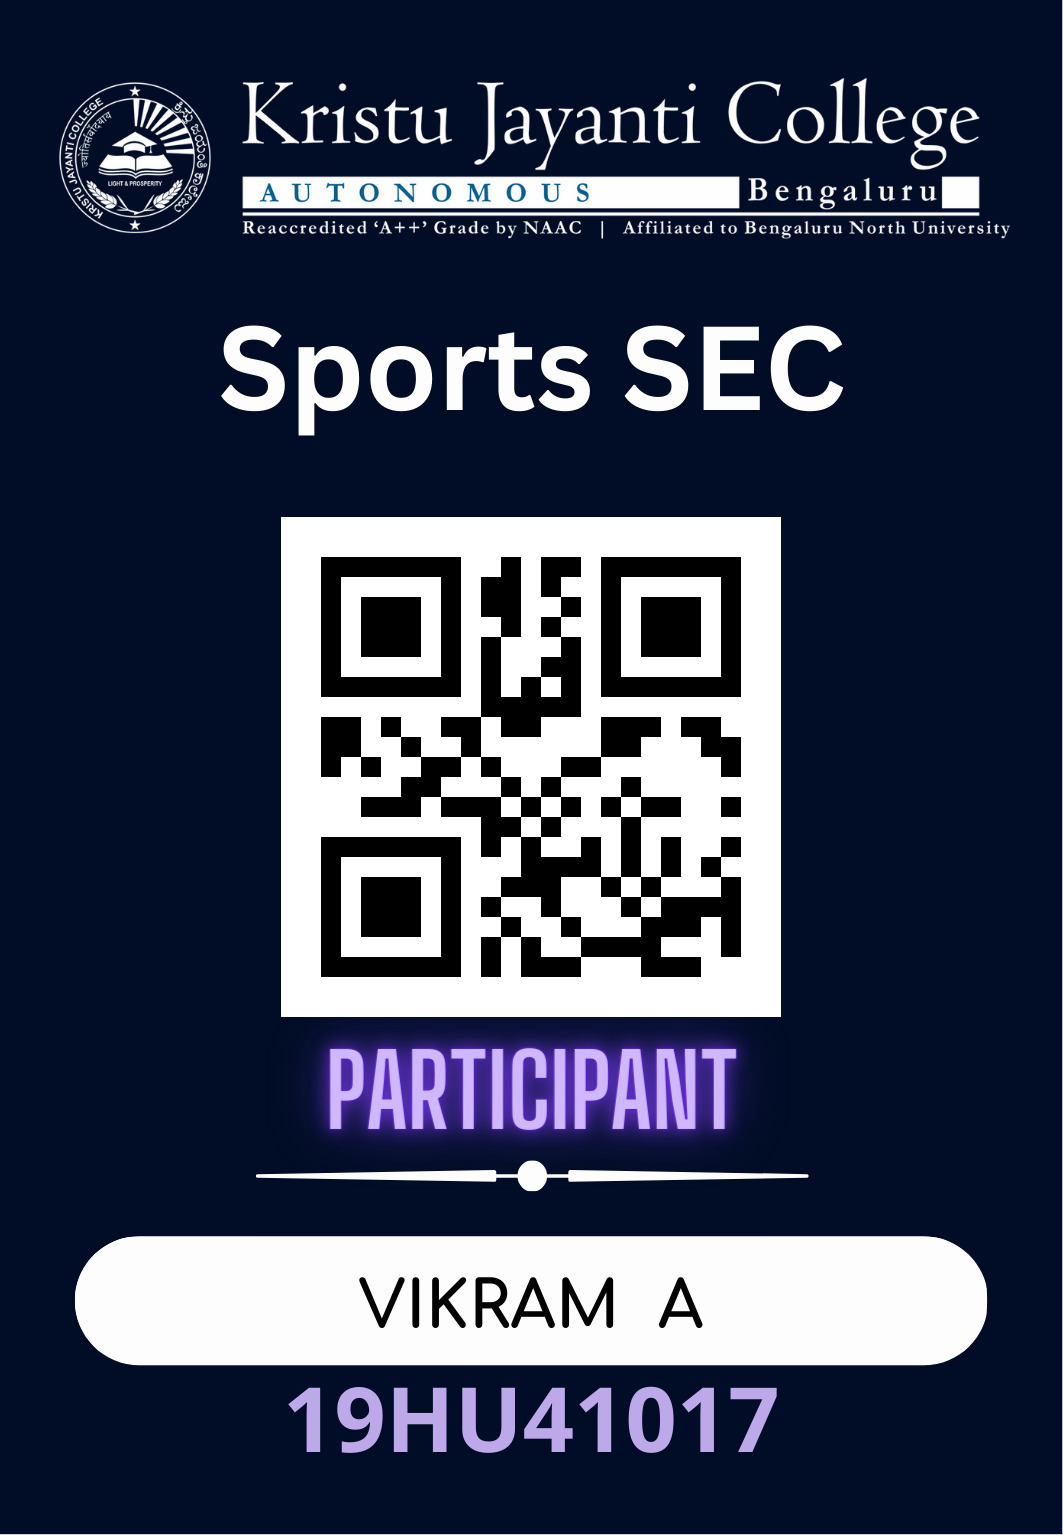 KRISTU JAYANTI COLLEGE
LIGHT & PROSPERITY
Kristu Jayanti College
AUTONOMOUS Bengaluru
Reaccredited ‘A++’ Grade by NAAC | Affiliated to Bengaluru North University
Sports SEC
PARTICIPANT
VIKRAM A
19HU41017